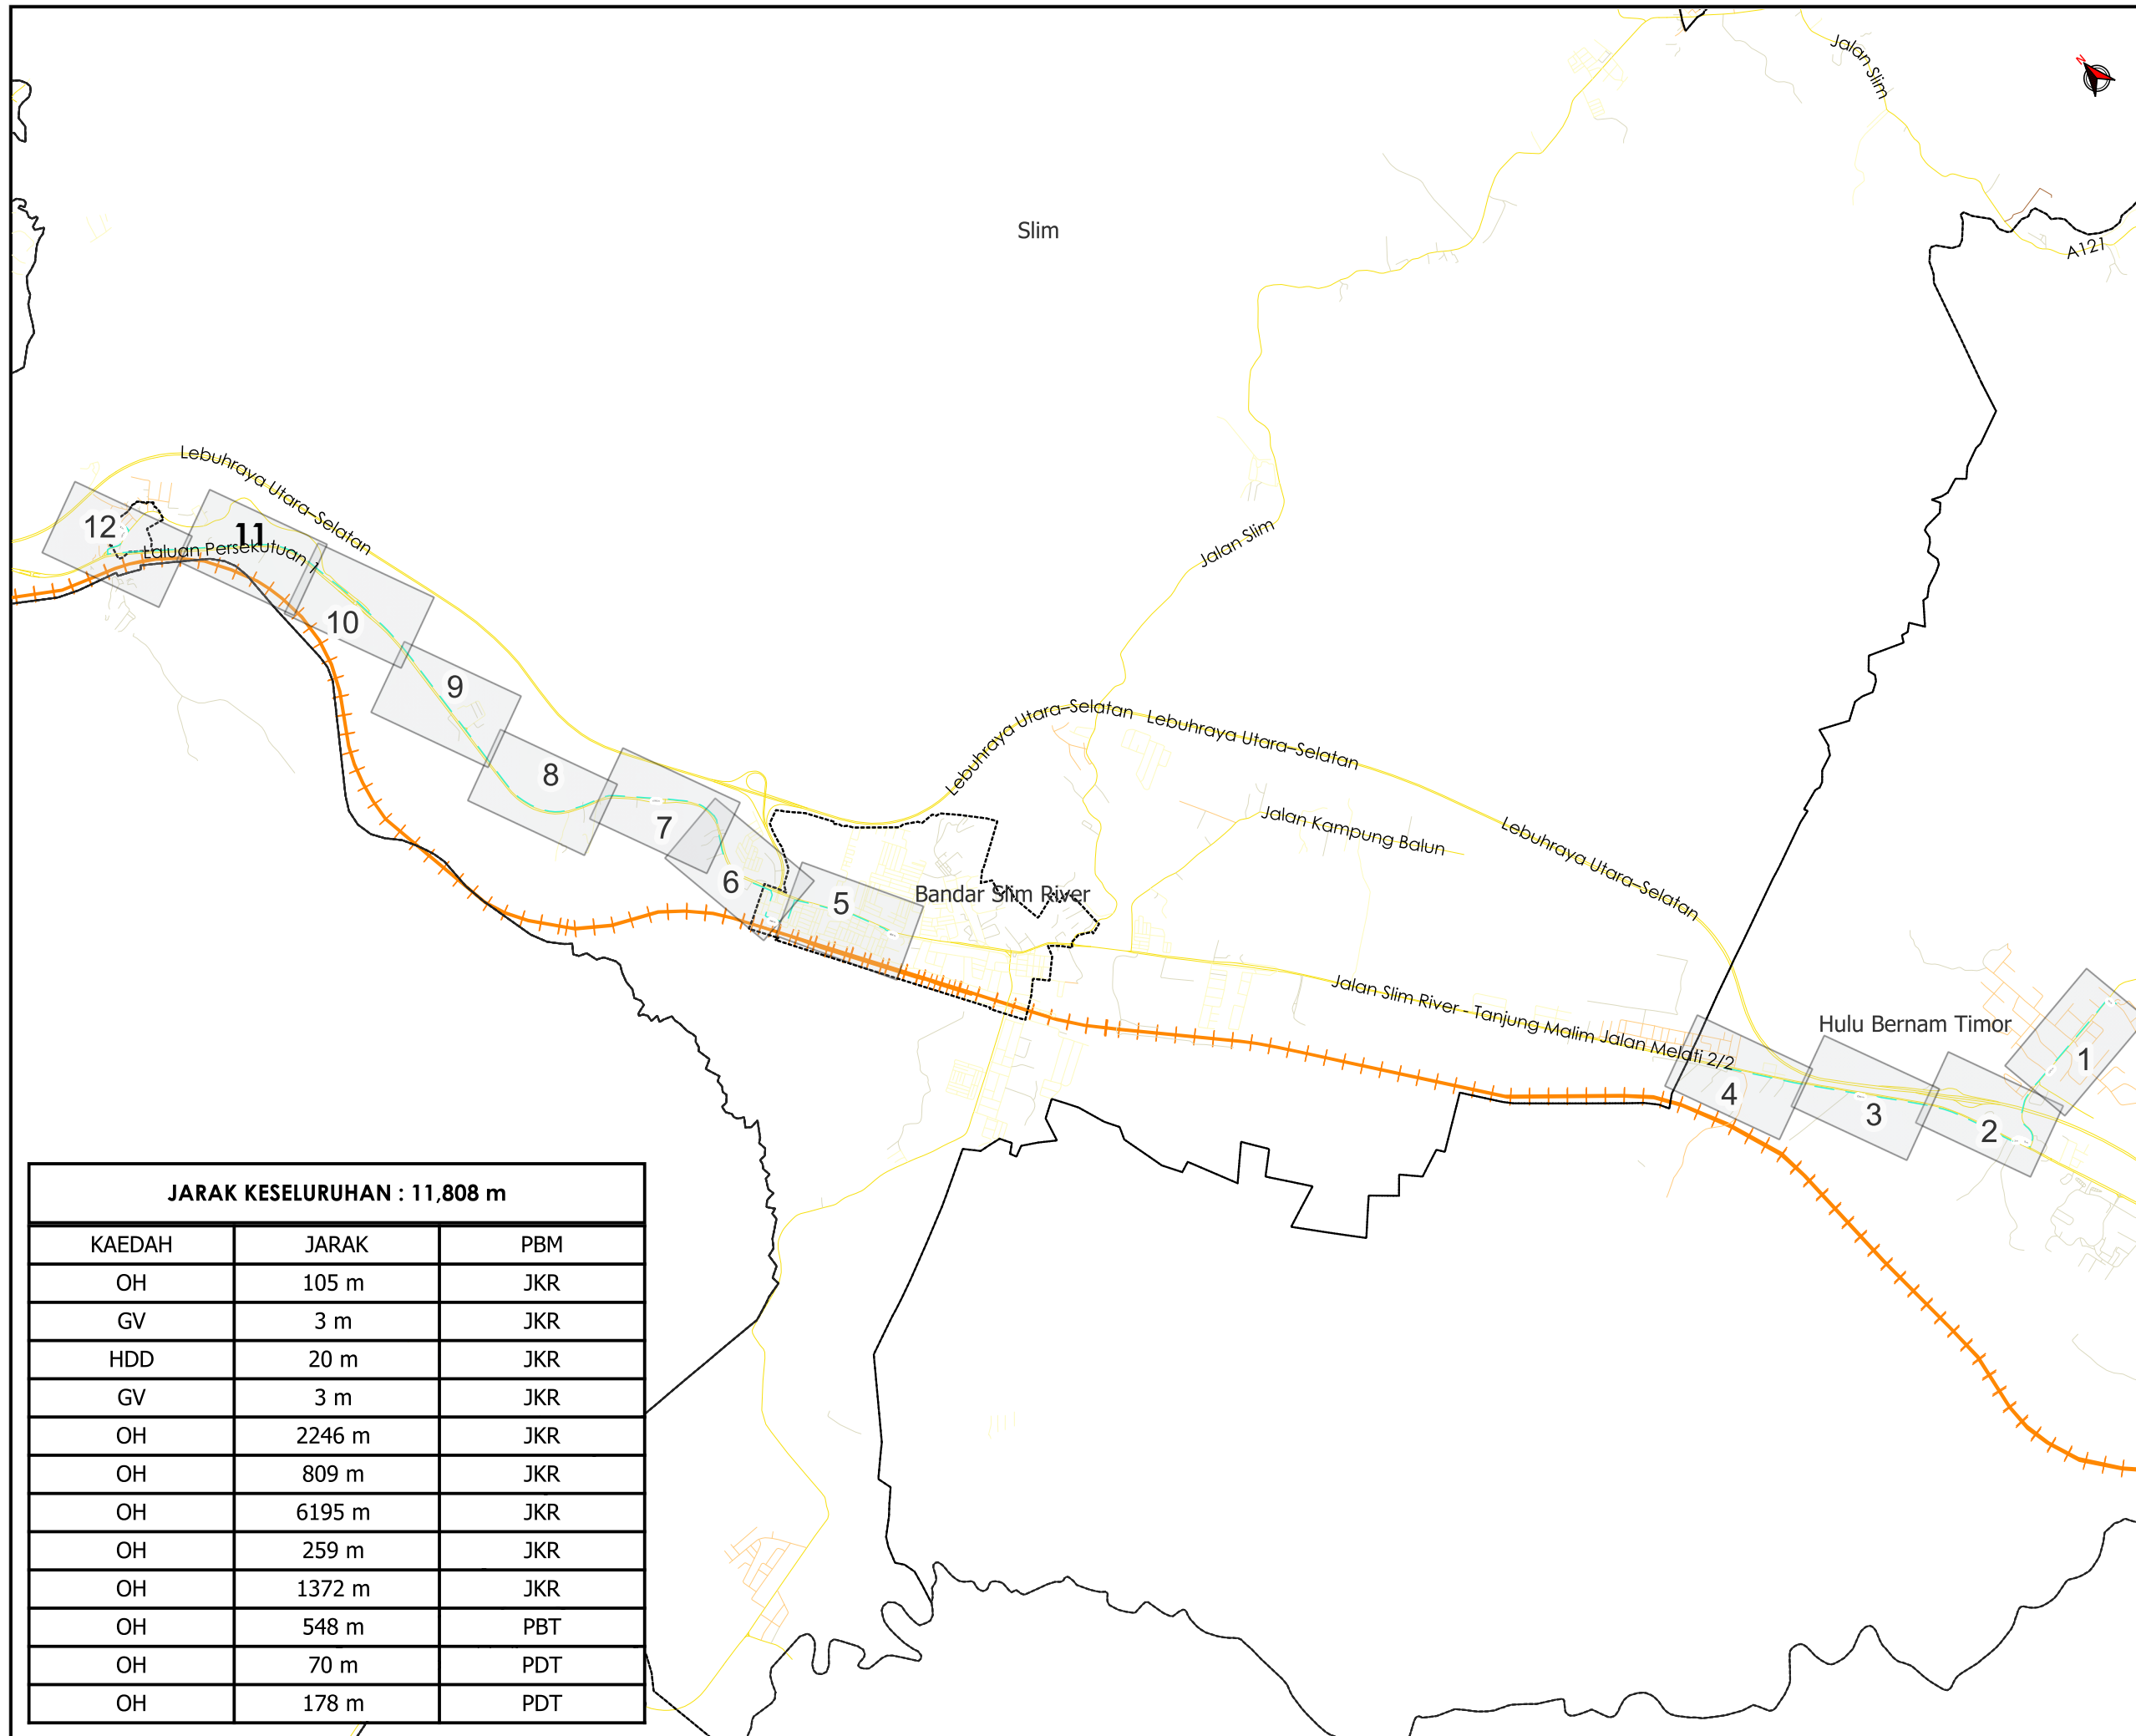 Jalan Slim
N
Slim
A121
Lebuhraya Utara-Selatan
12
11
Laluan Persekutuan 1
Jalan Slim
10
9
Lebuhraya Utara-Selatan
Lebuhraya Utara-Selatan
8
7
Jalan Kampung Balun
Lebuhraya Utara-Selatan
6
5
Bandar Slim River
Jalan Slim River - Tanjung Malim
Jalan Melati 2/2
Hulu Bernam Timor
1
4
3
2
JARAK KESELURUHAN : 11,808 m
KAEDAH JARAK PBM
OH 105 m JKR
GV 3 m JKR
HDD 20 m JKR
GV 3 m JKR
OH 2246 m JKR
OH 809 m JKR
OH 6195 m JKR
OH 259 m JKR
OH 1372 m JKR
OH 548 m PBT
OH 70 m PDT
OH 178 m PDT